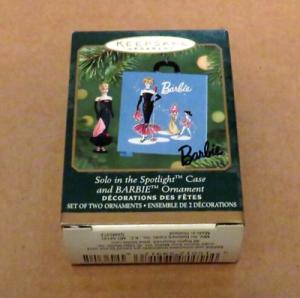 KEEPSAKE
ORNAMENT
Barbie
Barbie
Solo in the Spotlight™ Case
and BARBIE™ Ornament
DÉCORATIONS DES FÊTES
SET OF TWO ORNAMENTS • ENSEMBLE DE 2 DÉCORATIONS